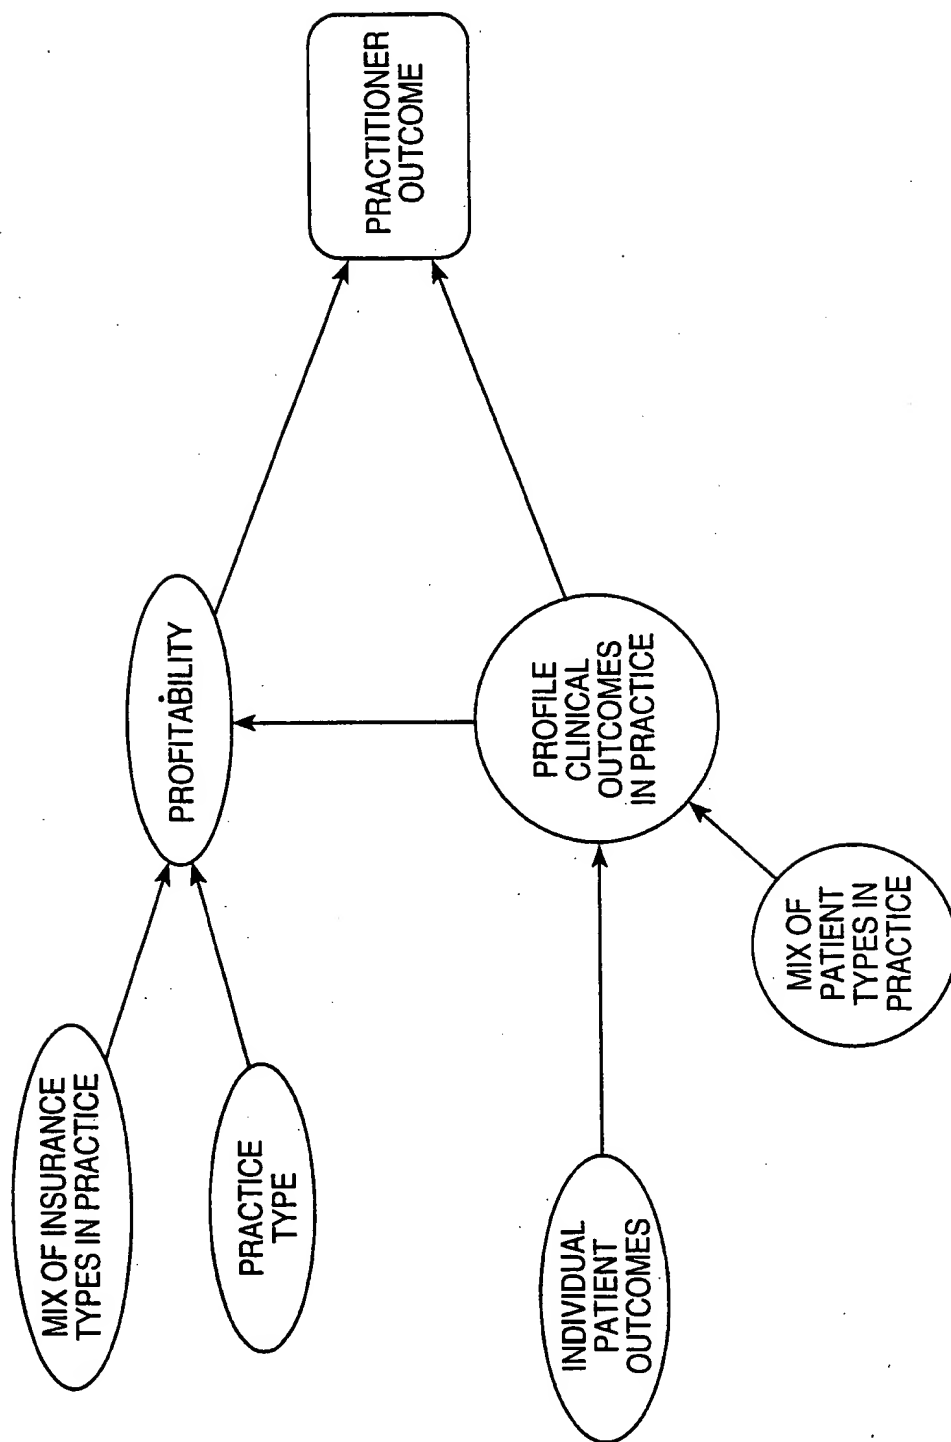 MIX OF INSURANCE
TYPES IN PRACTICE
PRACTICE
TYPE
PROFITABILITY
PRACTITIONER
OUTCOME
INDIVIDUAL
PATIENT
OUTCOMES
PROFILE
CLINICAL
OUTCOMES
IN PRACTICE
MIX OF
PATIENT
TYPES IN
PRACTICE